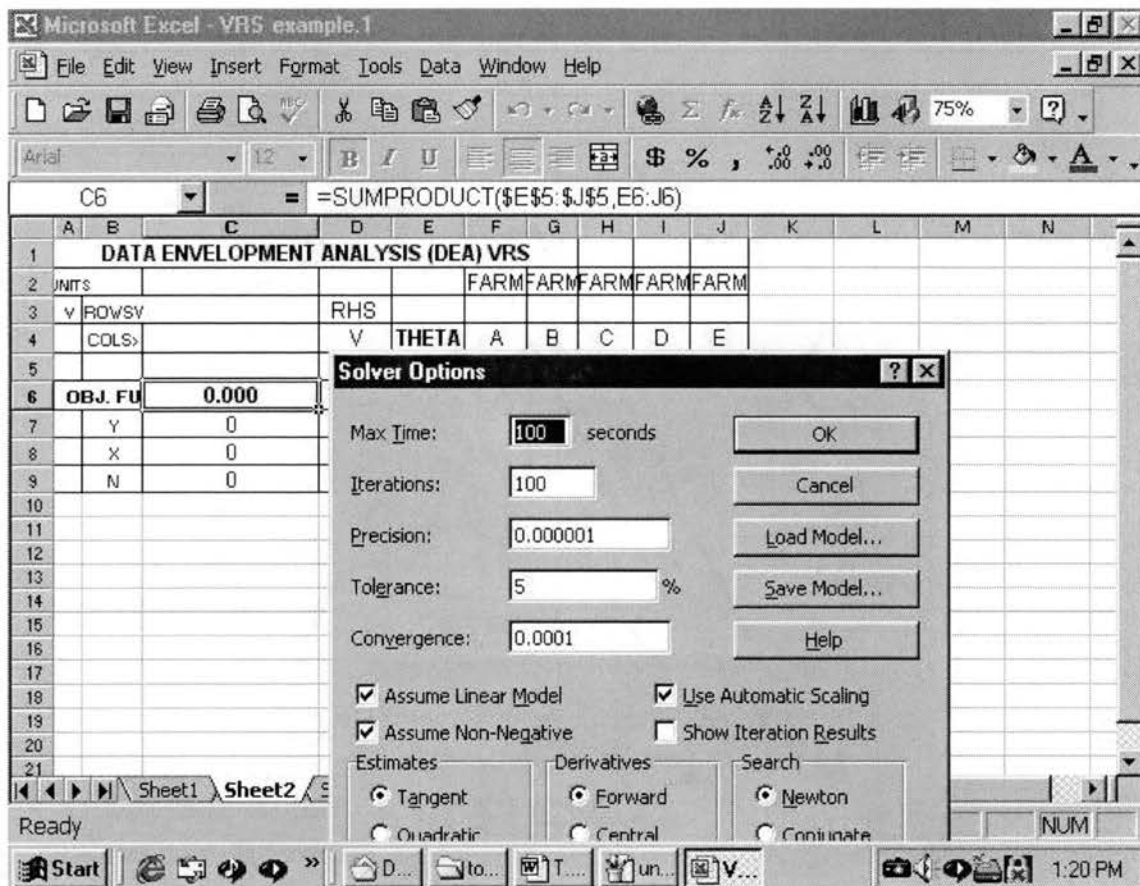 Microsoft Excel - VRS example.1
File Edit View Insert Format Tools Data Window Help
75%
Arial 12 B I U $ % ,
C6 = =SUMPRODUCT($E$5:$J$5,E6:J6)
A B C D E F G H I J K L M N
1 DATA ENVELOPMENT ANALYSIS (DEA) VRS
2 UNITS FARM FARM FARM FARM FARM
3 V ROWSV RHS
4 COLS> V THETA A B C D E
5
6 OBJ. FU 0.000
7 Y 0
8 X 0
9 N 0
10
11
12
13
14
15
16
17
18
19
20
21
Solver Options
Max Time: 100 seconds OK
Iterations: 100 Cancel
Precision: 0.000001 Load Model...
Tolerance: 5 % Save Model...
Convergence: 0.0001 Help
Assume Linear Model Use Automatic Scaling
Assume Non-Negative Show Iteration Results
Estimates Derivatives Search
Tangent Forward Newton
Quadratic Central Conjugate
Sheet1 Sheet2 S
Ready NUM
Start » D... to... T... un... V... 1:20 PM